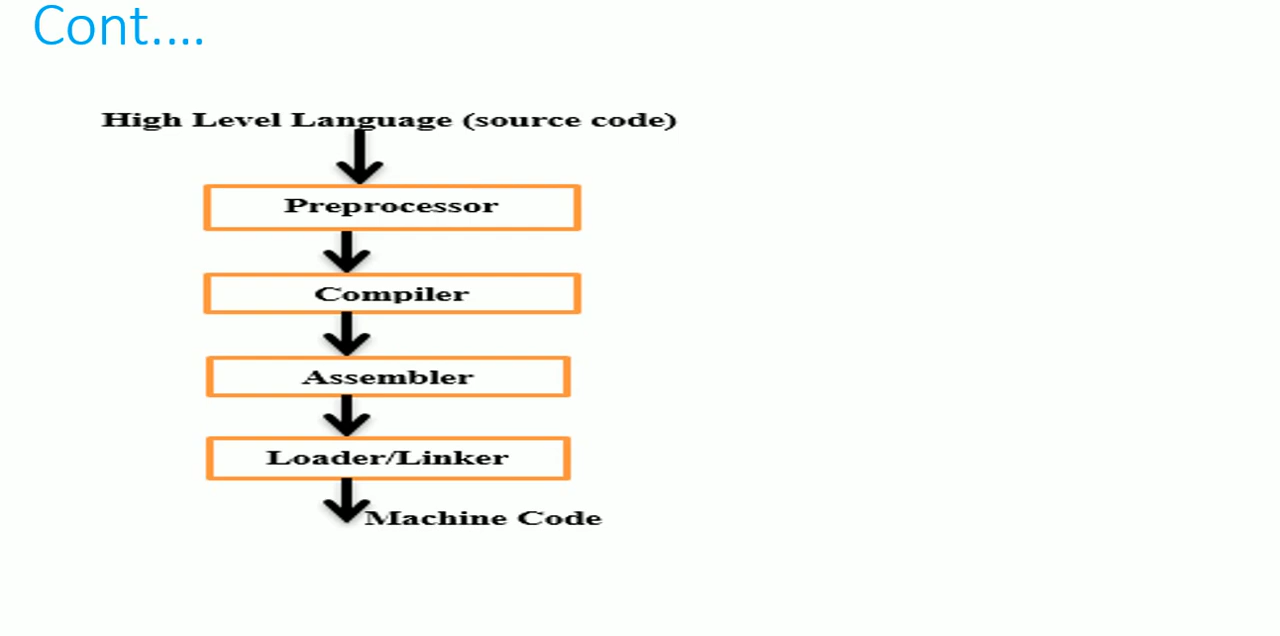 Cont....
High Level Language (source code)
Preprocessor
Compiler
Assembler
Loader/Linker
Machine Code